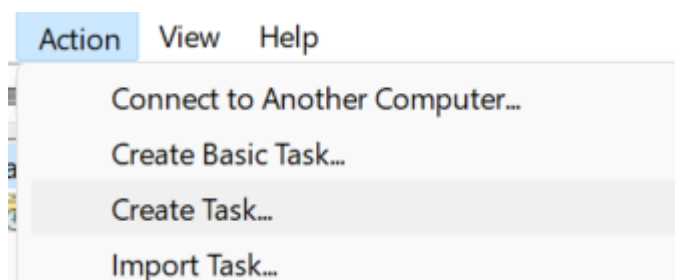 Action View Help
Connect to Another Computer...
Create Basic Task...
Create Task...
Import Task...